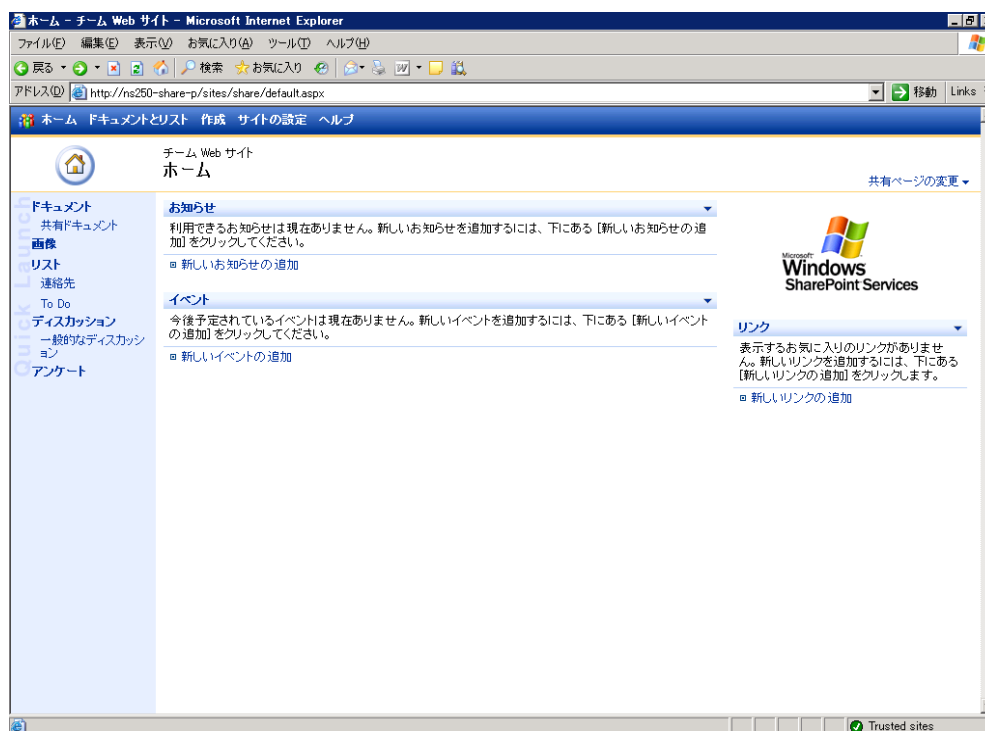 ホーム - チーム Web サイト - Microsoft Internet Explorer
ファイル(F) 編集(E) 表示(V) お気に入り(A) ツール(T) ヘルプ(H)
戻る 検索 お気に入り
アドレス(D) http://ns250-share-p/sites/share/default.aspx 移動 Links
ホーム ドキュメントとリスト 作成 サイトの設定 ヘルプ
チーム Web サイト
ホーム
共有ページの変更
Quick Launch
ドキュメント
共有ドキュメント
画像
リスト
連絡先
To Do
ディスカッション
一般的なディスカッシ
ョン
アンケート
お知らせ
利用できるお知らせは現在ありません。新しいお知らせを追加するには、下にある [新しいお知らせの追
加] をクリックしてください。
新しいお知らせの追加
イベント
今後予定されているイベントは現在ありません。新しいイベントを追加するには、下にある [新しいイベント
の追加] をクリックしてください。
新しいイベントの追加
Microsoft
Windows
SharePoint Services
リンク
表示するお気に入りのリンクがありませ
ん。新しいリンクを追加するには、下にある
[新しいリンクの追加] をクリックします。
新しいリンクの追加
Trusted sites